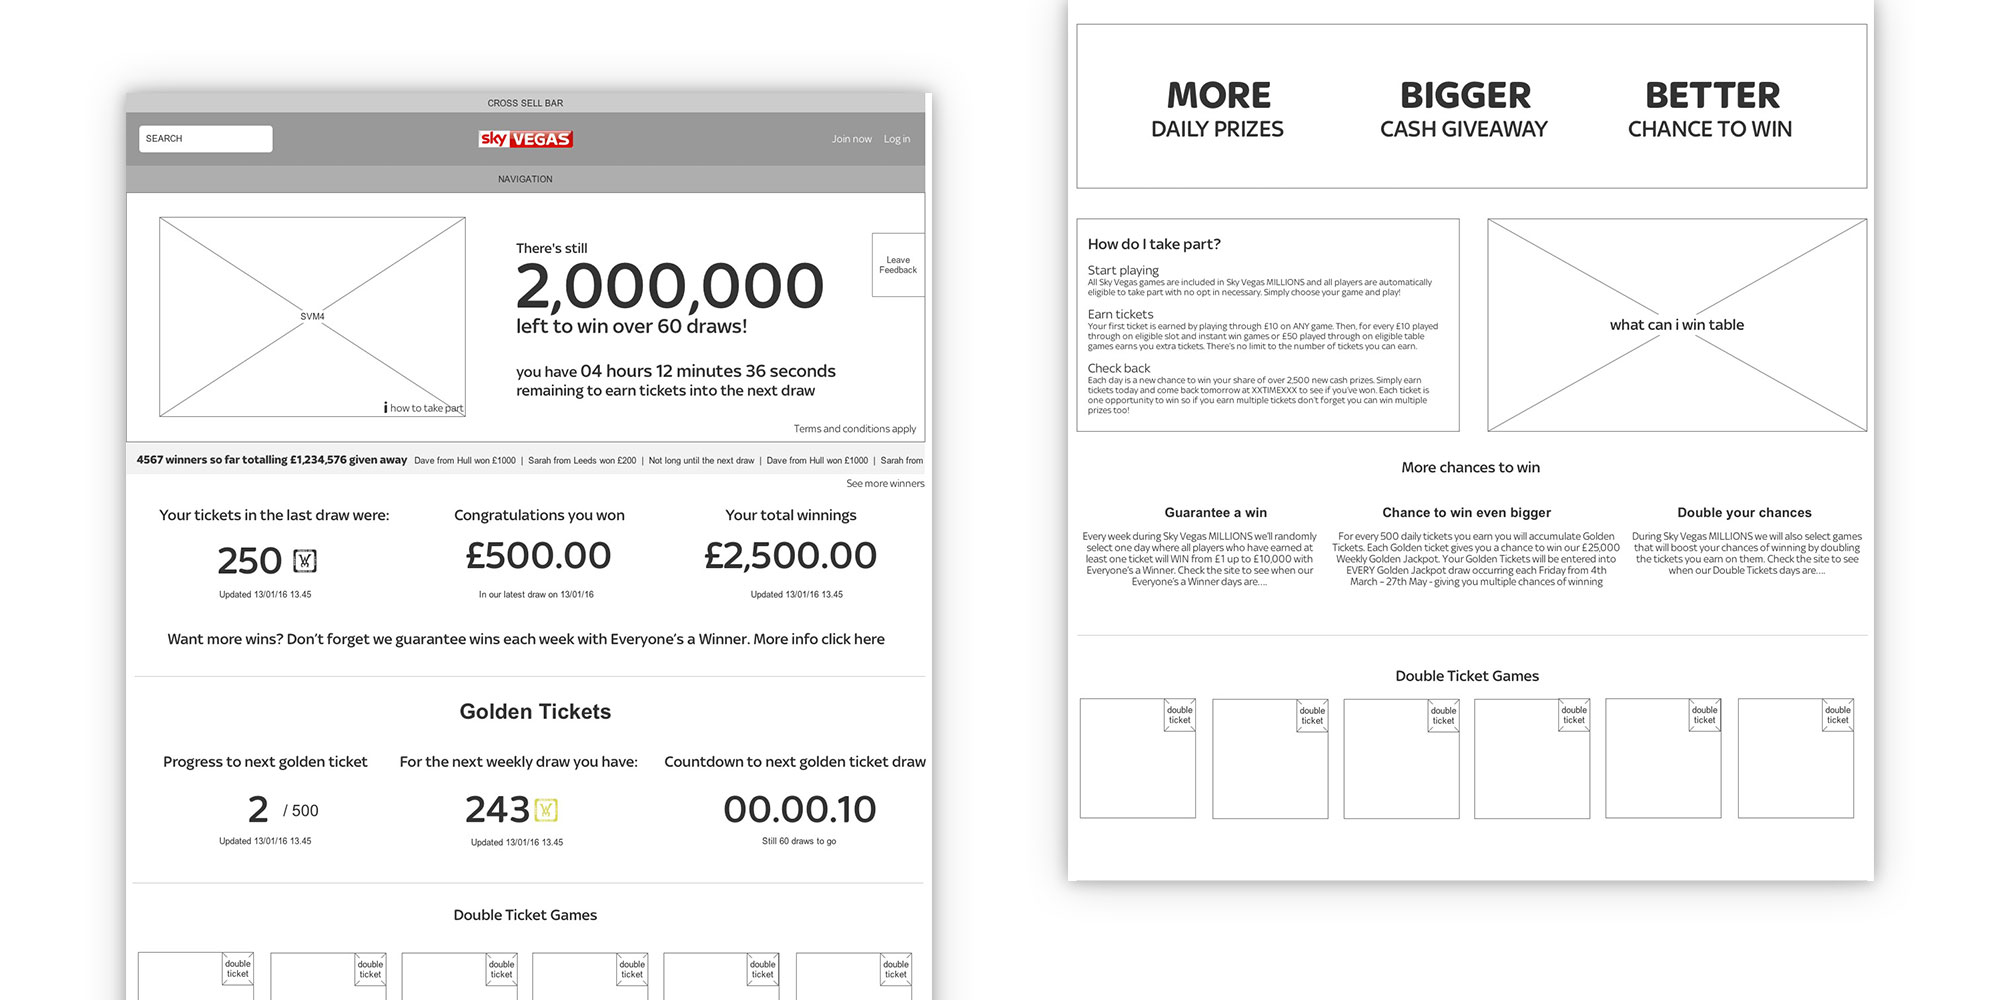 CROSS SELL BAR
SEARCH
sky VEGAS
Join now Log in
NAVIGATION
SVM4
i how to take part
There's still
2,000,000
left to win over 60 draws!
you have 04 hours 12 minutes 36 seconds
remaining to earn tickets into the next draw
Leave
Feedback
Terms and conditions apply
4567 winners so far totalling £1,234,576 given away Dave from Hull won £1000 | Sarah from Leeds won £200 | Not long until the next draw | Dave from Hull won £1000 | Sarah from
See more winners
Your tickets in the last draw were:
250
Updated 13/01/16 13.45
Congratulations you won
£500.00
In our latest draw on 13/01/16
Your total winnings
£2,500.00
Updated 13/01/16 13.45
Want more wins? Don't forget we guarantee wins each week with Everyone's a Winner. More info click here
Golden Tickets
Progress to next golden ticket
2 / 500
Updated 13/01/16 13.45
For the next weekly draw you have:
243
Updated 13/01/16 13.45
Countdown to next golden ticket draw
00.00.10
Still 60 draws to go
Double Ticket Games
double
ticket
double
ticket
double
ticket
double
ticket
double
ticket
double
ticket
MORE
DAILY PRIZES
BIGGER
CASH GIVEAWAY
BETTER
CHANCE TO WIN
How do I take part?
Start playing
All Sky Vegas games are included in Sky Vegas MILLIONS and all players are automatically
eligible to take part with no opt in necessary. Simply choose your game and play!
Earn tickets
Your first ticket is earned by playing through £10 on ANY game. Then, for every £10 played
through on eligible slot and instant win games or £50 played through on eligible table
games earns you extra tickets. There's no limit to the number of tickets you can earn.
Check back
Each day is a new chance to win your share of over 2,500 new cash prizes. Simply earn
tickets today and come back tomorrow at XXTIMEXXX to see if you've won. Each ticket is
one opportunity to win so if you earn multiple tickets don't forget you can win multiple
prizes too!
what can i win table
More chances to win
Guarantee a win
Every week during Sky Vegas MILLIONS we'll randomly
select one day where all players who have earned at
least one ticket will WIN from £1 up to £10,000 with
Everyone's a Winner. Check the site to see when our
Everyone's a Winner days are....
Chance to win even bigger
For every 500 daily tickets you earn you will accumulate Golden
Tickets. Each Golden ticket gives you a chance to win our £25,000
Weekly Golden Jackpot. Your Golden Tickets will be entered into
EVERY Golden Jackpot draw occurring each Friday from 4th
March – 27th May - giving you multiple chances of winning
Double your chances
During Sky Vegas MILLIONS we will also select games
that will boost your chances of winning by doubling
the tickets you earn on them. Check the site to see
when our Double Tickets days are....
Double Ticket Games
double
ticket
double
ticket
double
ticket
double
ticket
double
ticket
double
ticket